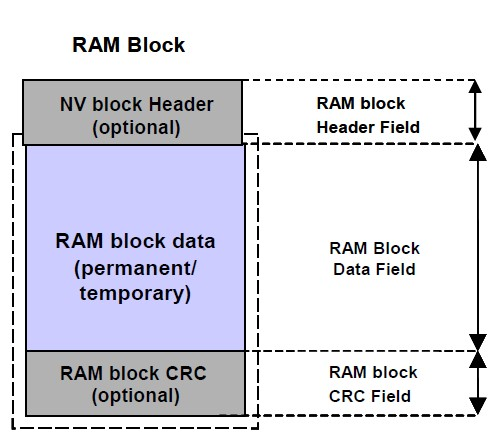 RAM Block
NV block Header
(optional)
RAM block
Header Field
RAM block data
(permanent/
temporary)
RAM Block
Data Field
RAM block CRC
(optional)
RAM block
CRC Field